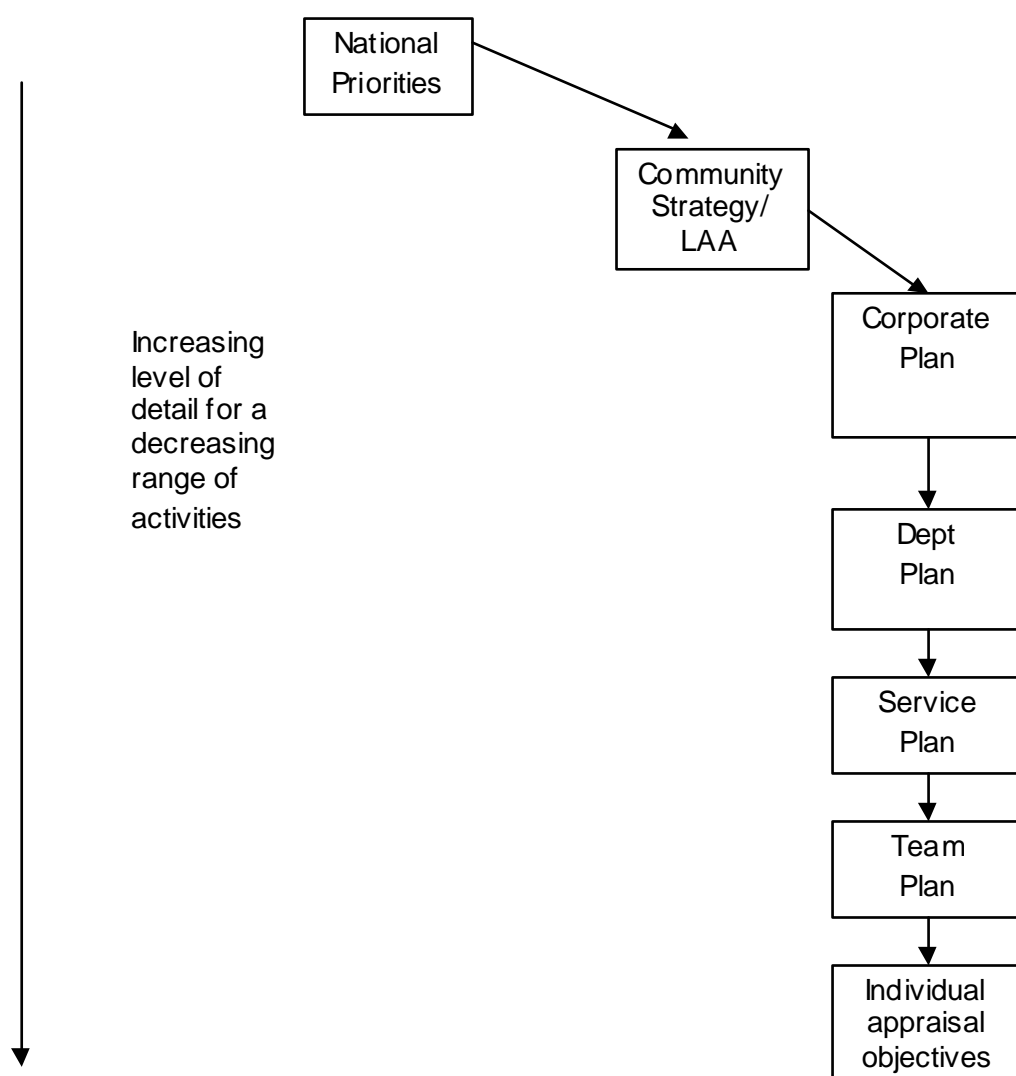 National
Priorities
Community
Strategy/
LAA
Corporate
Plan
Increasing
level of
detail for a
decreasing
range of
activities
Dept
Plan
Service
Plan
Team
Plan
Individual
appraisal
objectives